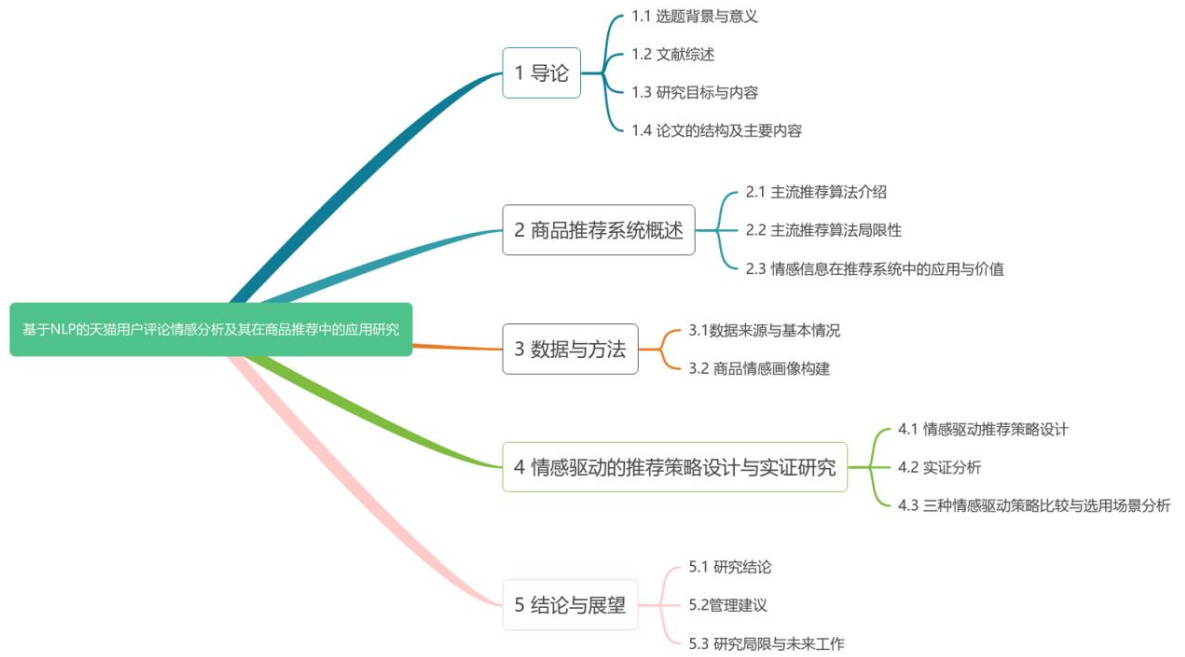 基于NLP的天猫用户评论情感分析及其在商品推荐中的应用研究
1 导论
1.1 选题背景与意义
1.2 文献综述
1.3 研究目标与内容
1.4 论文的结构及主要内容
2 商品推荐系统概述
2.1 主流推荐算法介绍
2.2 主流推荐算法局限性
2.3 情感信息在推荐系统中的应用与价值
3 数据与方法
3.1数据来源与基本情况
3.2 商品情感画像构建
4 情感驱动的推荐策略设计与实证研究
4.1 情感驱动推荐策略设计
4.2 实证分析
4.3 三种情感驱动策略比较与选用场景分析
5 结论与展望
5.1 研究结论
5.2管理建议
5.3 研究局限与未来工作